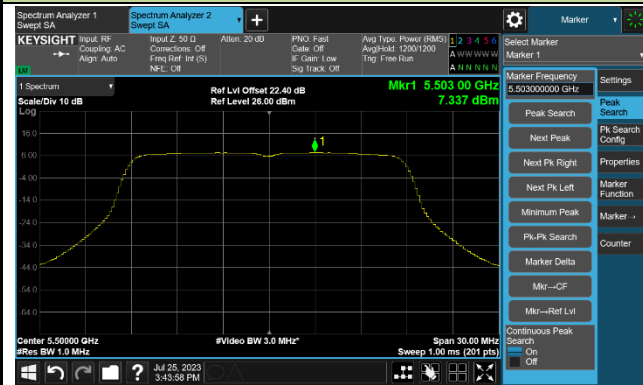 Spectrum Analyzer 1
Swept SA
Spectrum Analyzer 2
Swept SA
+
Marker
KEYSIGHT
Input: RF
Coupling: AC
Align: Auto
Input Z: 50 Ω
Corrections: Off
Freq Ref: Int (S)
NFE: Off
Atten: 20 dB
PNO: Fast
Gate: Off
IF Gain: Low
Sig Track: Off
Avg Type: Power (RMS)
Avg|Hold: 1200/1200
Trig: Free Run
1 2 3 4 5 6
A W W W W W
A N N N N N
LXI
Select Marker
Marker 1
1 Spectrum
Scale/Div 10 dB
Log
Ref Lvl Offset 22.40 dB
Ref Level 26.00 dBm
Mkr1 5.503 00 GHz
7.337 dBm
1
16.0
6.00
-4.00
-14.0
-24.0
-34.0
-44.0
-54.0
-64.0
Center 5.50000 GHz
#Res BW 1.0 MHz
#Video BW 3.0 MHz*
Span 30.00 MHz
Sweep 1.00 ms (201 pts)
Marker Frequency
5.503000000 GHz
Peak Search
Next Peak
Next Pk Right
Next Pk Left
Minimum Peak
Pk-Pk Search
Marker Delta
Mkr→CF
Mkr→Ref Lvl
Continuous Peak
Search
On
Off
Settings
Peak
Search
Pk Search
Config
Properties
Marker
Function
Marker→
Counter
?
Jul 25, 2023
3:43:58 PM